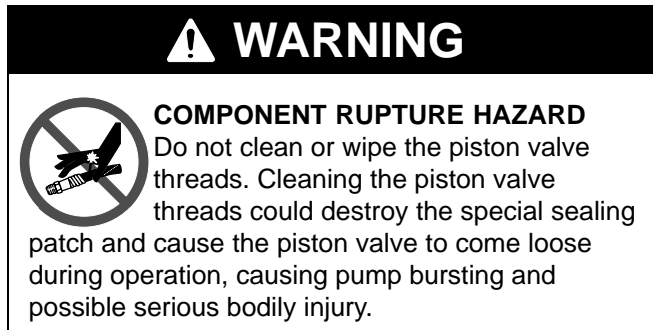 WARNING
COMPONENT RUPTURE HAZARD
Do not clean or wipe the piston valve
threads. Cleaning the piston valve
threads could destroy the special sealing
patch and cause the piston valve to come loose
during operation, causing pump bursting and
possible serious bodily injury.